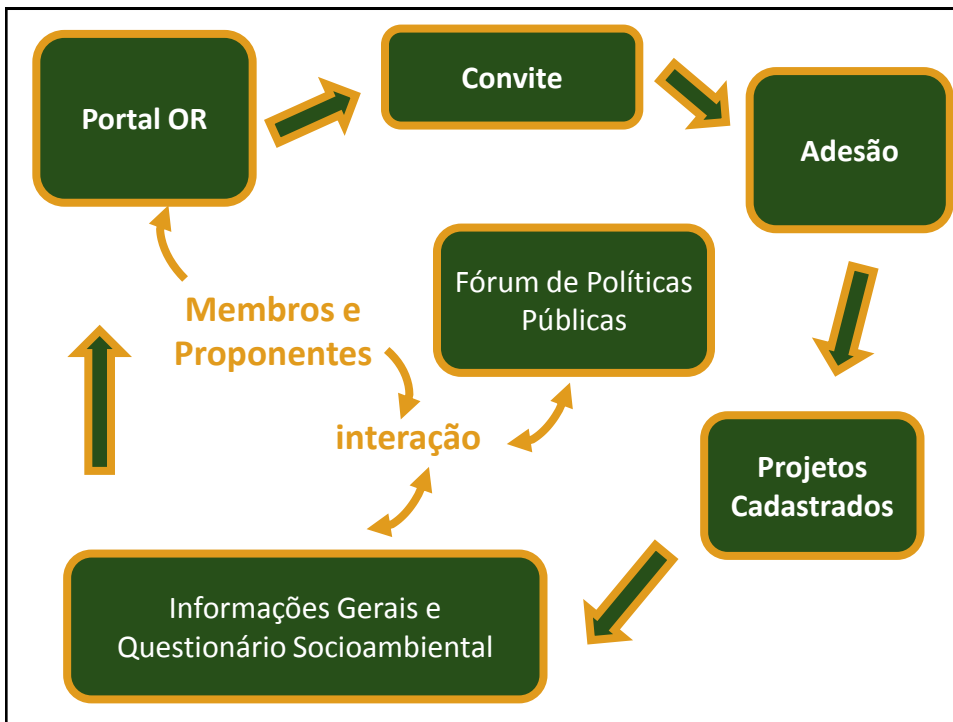 Portal OR
Convite
Adesão
Fórum de Políticas
Públicas
Membros e
Proponentes
interação
Projetos
Cadastrados
Informações Gerais e
Questionário Socioambiental